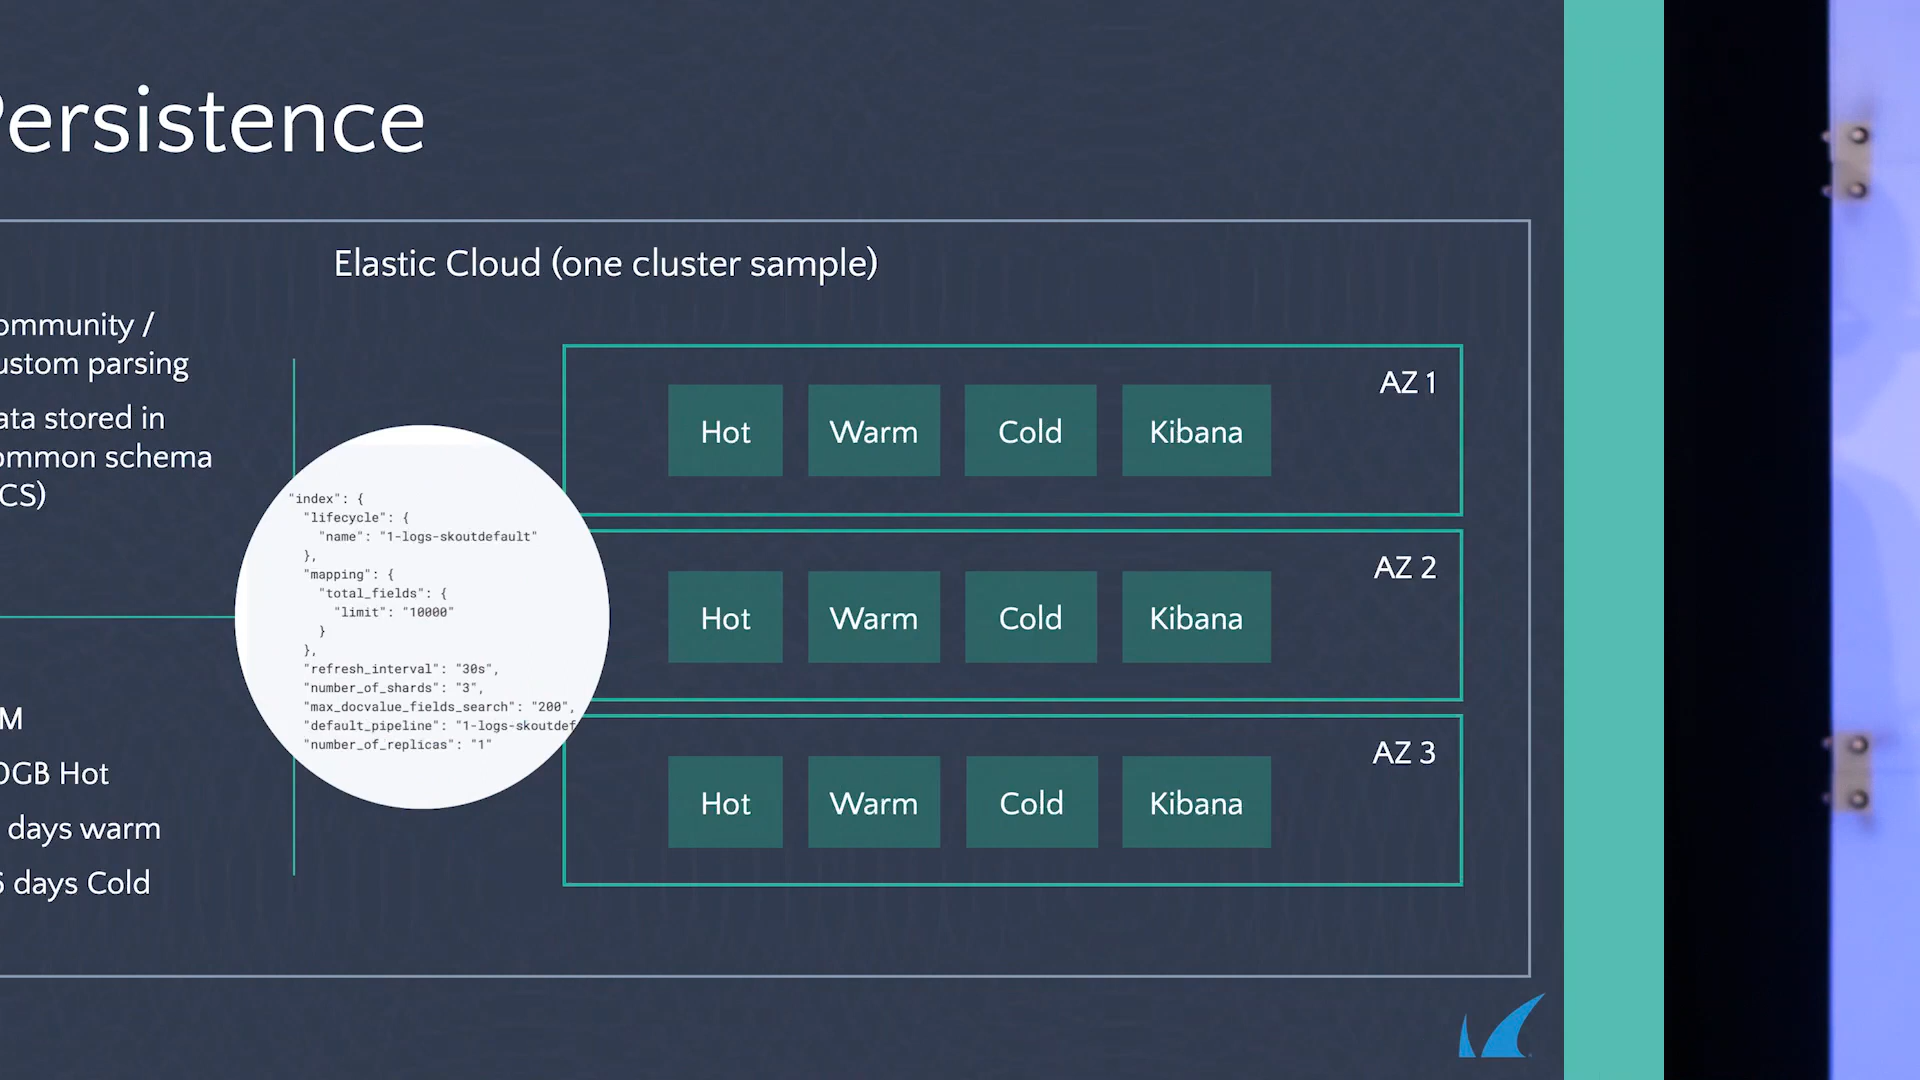 ersistence
Elastic Cloud (one cluster sample)
ommunity /
ustom parsing
ata stored in
ommon schema
CS)
M
0GB Hot
days warm
days Cold
"index": {
"lifecycle": {
"name": "1-logs-skoutdefault"
},
"mapping": {
"total_fields": {
"limit": "10000"
}
},
"refresh_interval": "30s",
"number_of_shards": "3",
"max_docvalue_fields_search": "200",
"default_pipeline": "1-logs-skoutdef
"number_of_replicas": "1"
AZ 1
Hot Warm Cold Kibana
AZ 2
Hot Warm Cold Kibana
AZ 3
Hot Warm Cold Kibana